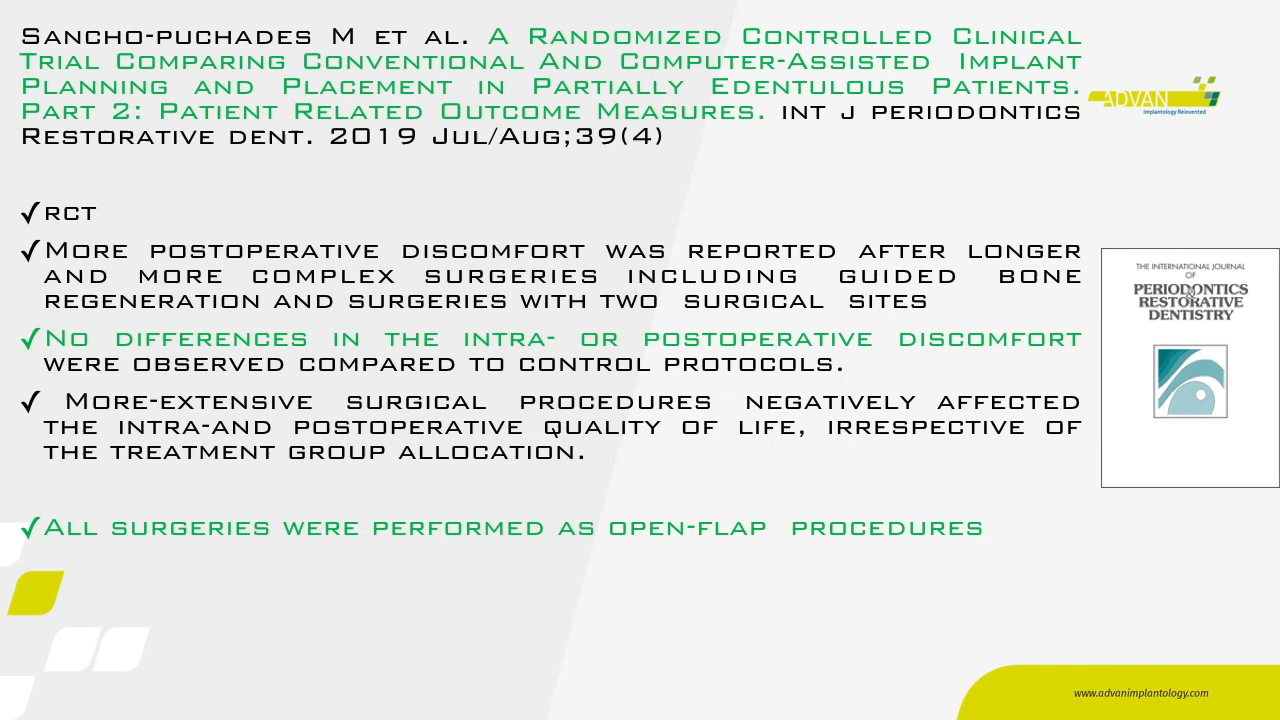 Sancho-puchades M et al. A Randomized Controlled Clinical
Trial Comparing Conventional And Computer-Assisted Implant
Planning and Placement in Partially Edentulous Patients.
Part 2: Patient Related Outcome Measures. int j periodontics
Restorative dent. 2019 Jul/Aug;39(4)
ADVAN
Implantology Reinvented
✓rct
✓More postoperative discomfort was reported after longer
and more complex surgeries including guided bone
regeneration and surgeries with two surgical sites
✓No differences in the intra- or postoperative discomfort
were observed compared to control protocols.
✓ More-extensive surgical procedures negatively affected
the intra-and postoperative quality of life, irrespective of
the treatment group allocation.
✓All surgeries were performed as open-flap procedures
THE INTERNATIONAL JOURNAL
OF
PERIODONTICS
RESTORATIVE
DENTISTRY
www.advanimplantology.com